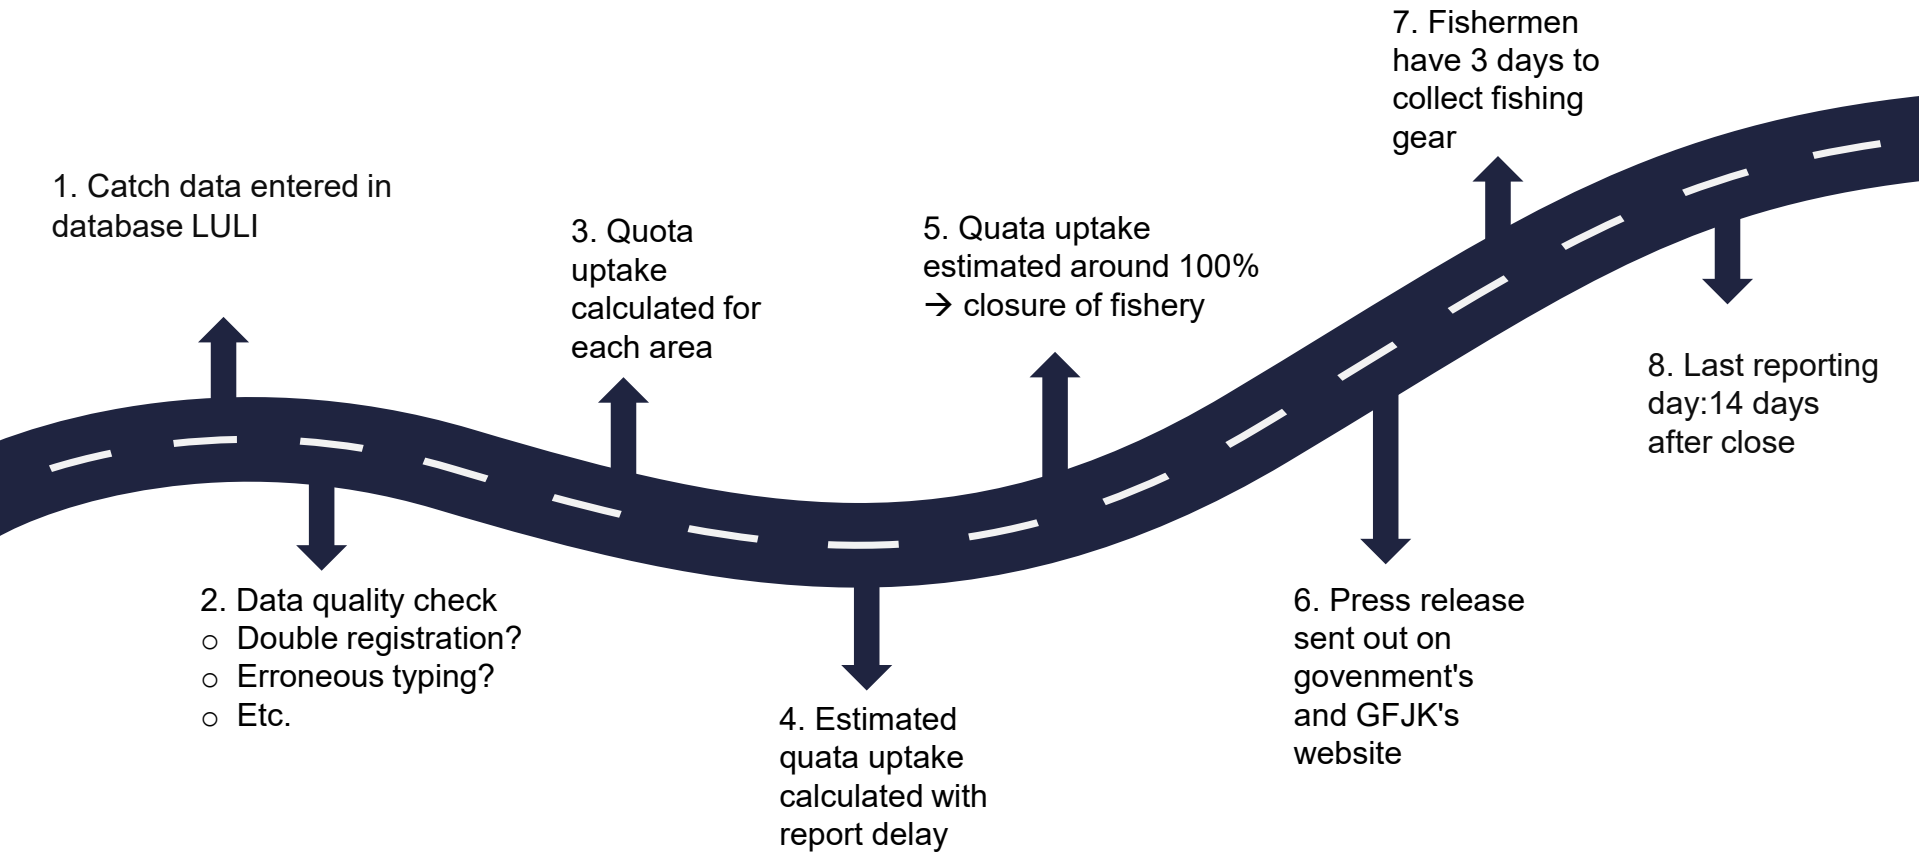 1. Catch data entered in
database LULI
2. Data quality check
o Double registration?
o Erroneous typing?
o Etc.
3. Quota
uptake
calculated for
each area
4. Estimated
quata uptake
calculated with
report delay
5. Quata uptake
estimated around 100%
→ closure of fishery
6. Press release
sent out on
govenment's
and GFJK's
website
7. Fishermen
have 3 days to
collect fishing
gear
8. Last reporting
day:14 days
after close